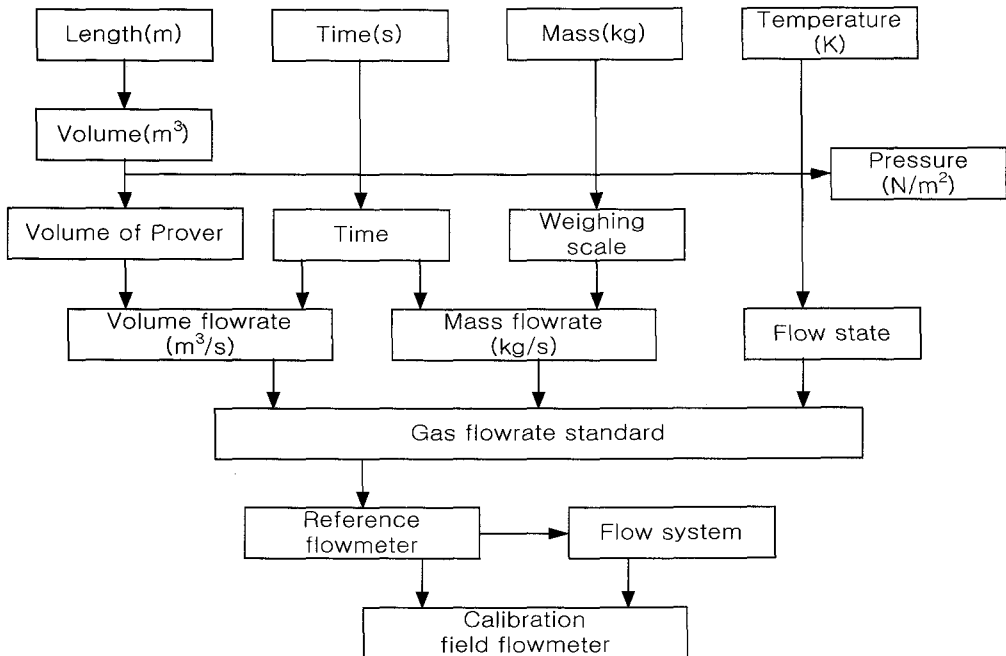 Length(m)
Time(s)
Mass(kg)
Temperature
(K)
Volume(m³)
Pressure
(N/m²)
Volume of Prover
Time
Weighing
scale
Volume flowrate
(m³/s)
Mass flowrate
(kg/s)
Flow state
Gas flowrate standard
Reference
flowmeter
Flow system
Calibration
field flowmeter